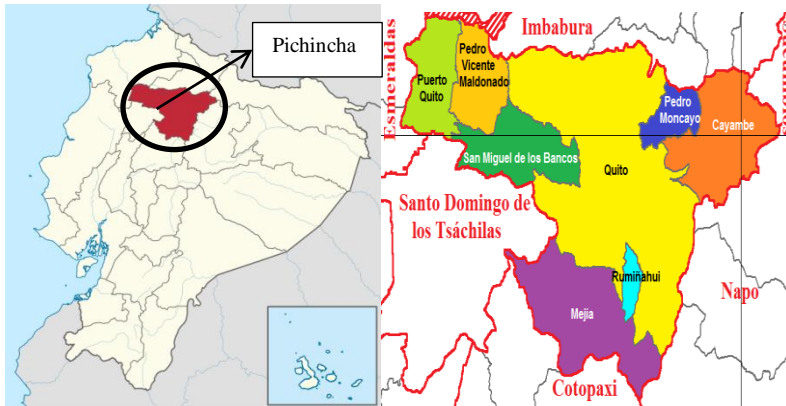 Pichincha
Imbabura
Esmeraldas
Pedro
Vicente
Maldonado
Puerto
Quito
Pedro
Moncayo
Cayambe
San Miguel de los Bancos
Quito
Santo Domingo de
los Tsáchilas
Rumiñahui
Napo
Mejia
Cotopaxi